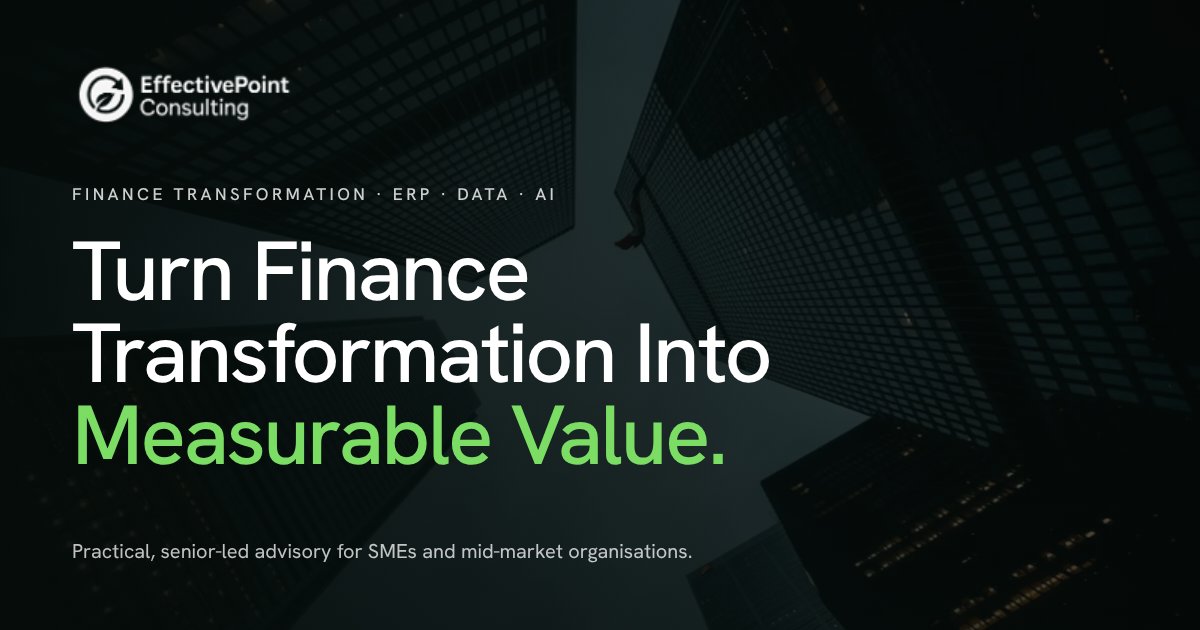 EffectivePoint
Consulting
FINANCE TRANSFORMATION · ERP · DATA · AI
Turn Finance
Transformation Into
Measurable Value.
Practical, senior-led advisory for SMEs and mid-market organisations.